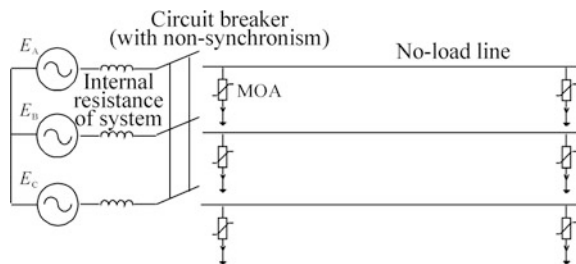 Circuit breaker
(with non-synchronism)
No-load line
E_A
Internal
resistance
of system
MOA
E_B
E_C